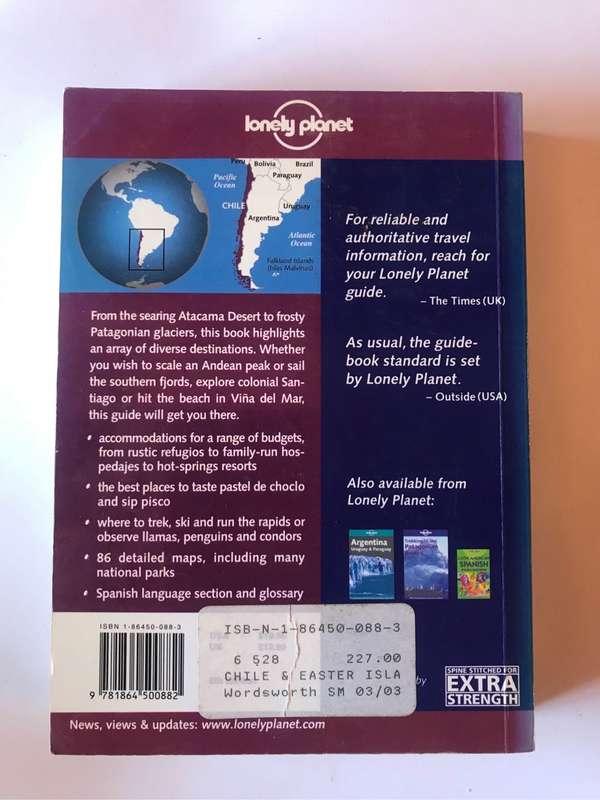 lonely planet
Peru
Bolivia
Brazil
Pacific
Ocean
Paraguay
CHILE
Uruguay
Argentina
Atlantic
Ocean
Falkland Islands
(Islas Malvinas)
From the searing Atacama Desert to frosty
Patagonian glaciers, this book highlights
an array of diverse destinations. Whether
you wish to scale an Andean peak or sail
the southern fjords, explore colonial San-
tiago or hit the beach in Viña del Mar,
this guide will get you there.
• accommodations for a range of budgets,
from rustic refugios to family-run hos-
pedajes to hot-springs resorts
• the best places to taste pastel de choclo
and sip pisco
• where to trek, ski and run the rapids or
observe llamas, penguins and condors
• 86 detailed maps, including many
national parks
• Spanish language section and glossary
For reliable and
authoritative travel
information, reach for
your Lonely Planet
guide.
– The Times (UK)
As usual, the guide-
book standard is set
by Lonely Planet.
– Outside (USA)
Also available from
Lonely Planet:
Argentina
Uruguay & Paraguay
Trekking in the
Patagonian
SPANISH
ISBN 1-86450-088-3
9 781864 500882
ISB-N-1-86450-088-3
6 528 227.00
CHILE & EASTER ISLA
Wordsworth SM 03/03
by
SPINE STITCHED FOR
EXTRA
STRENGTH
News, views & updates: www.lonelyplanet.com